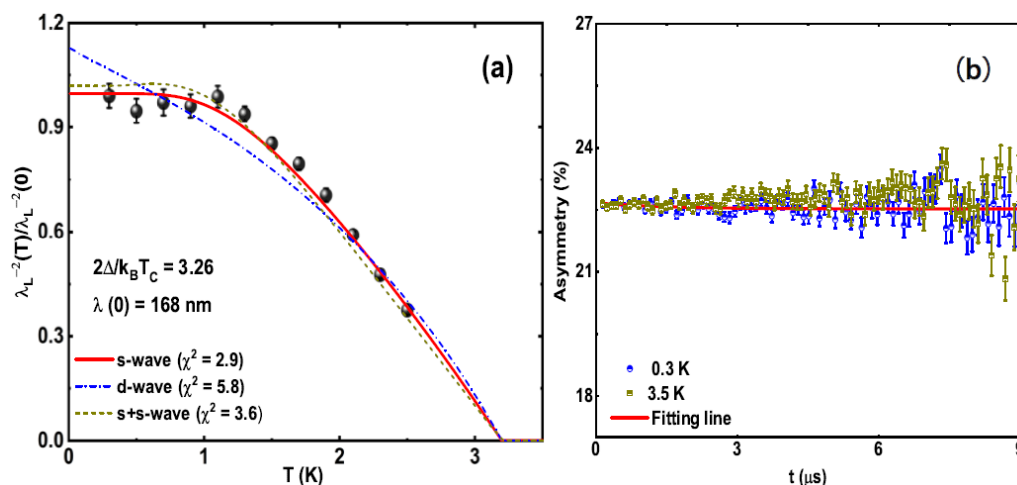 1.2
0.9
0.6
0.3
0.0
λL⁻²(T)/λL⁻²(0)
(a)
2Δ/kBTC = 3.26
λ (0) = 168 nm
s-wave (χ² = 2.9)
d-wave (χ² = 5.8)
s+s-wave (χ² = 3.6)
0 1 2 3
T (K)
27
24
21
18
Asymmetry (%)
(b)
0.3 K
3.5 K
Fitting line
0 3 6 9
t (μs)